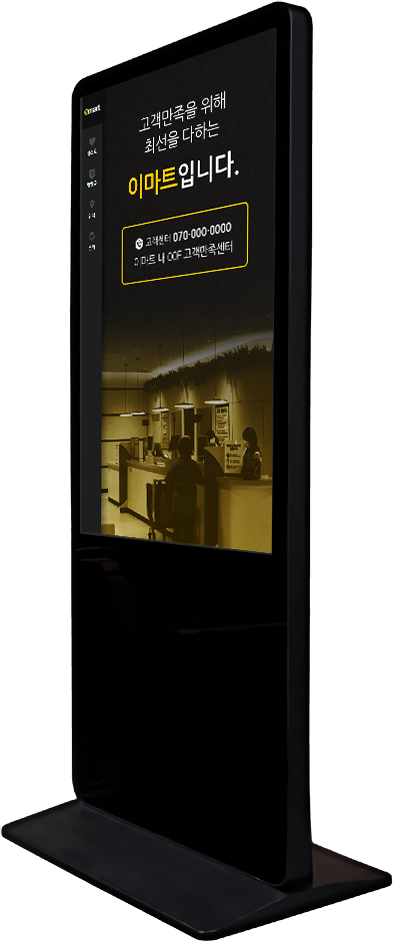 emart
고객만족을 위해
최선을 다하는
이마트입니다.
고객센터 070-000-0000
이마트 내 OOF 고객만족센터